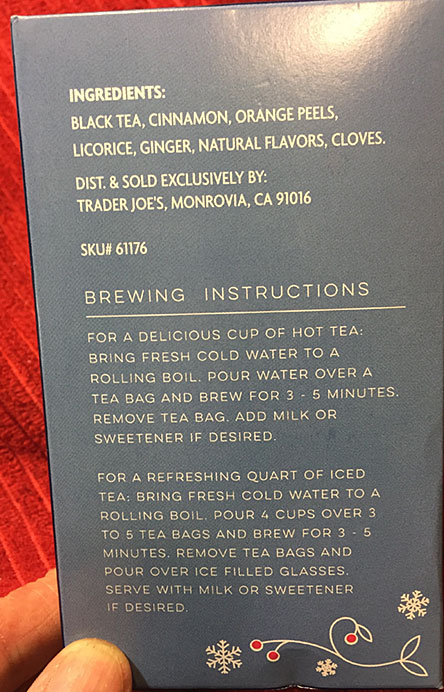 INGREDIENTS:
BLACK TEA, CINNAMON, ORANGE PEELS,
LICORICE, GINGER, NATURAL FLAVORS, CLOVES.
DIST. & SOLD EXCLUSIVELY BY:
TRADER JOE'S, MONROVIA, CA 91016
SKU# 61176
BREWING INSTRUCTIONS
FOR A DELICIOUS CUP OF HOT TEA:
BRING FRESH COLD WATER TO A
ROLLING BOIL. POUR WATER OVER A
TEA BAG AND BREW FOR 3 - 5 MINUTES.
REMOVE TEA BAG. ADD MILK OR
SWEETENER IF DESIRED.
FOR A REFRESHING QUART OF ICED
TEA: BRING FRESH COLD WATER TO A
ROLLING BOIL. POUR 4 CUPS OVER 3
TO 5 TEA BAGS AND BREW FOR 3 - 5
MINUTES. REMOVE TEA BAGS AND
POUR OVER ICE FILLED GLASSES.
SERVE WITH MILK OR SWEETENER
IF DESIRED.